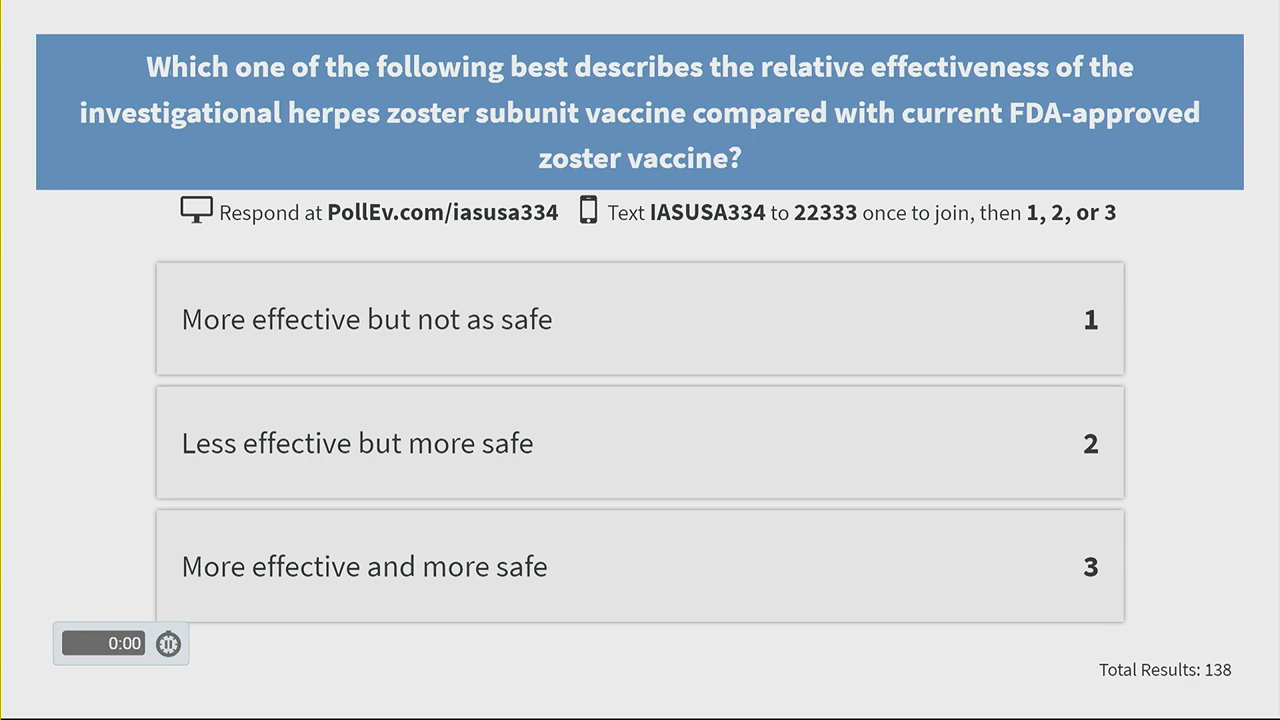 Which one of the following best describes the relative effectiveness of the
investigational herpes zoster subunit vaccine compared with current FDA-approved
zoster vaccine?
Respond at PollEv.com/iasusa334 Text IASUSA334 to 22333 once to join, then 1, 2, or 3
More effective but not as safe 1
Less effective but more safe 2
More effective and more safe 3
0:00
Total Results: 138